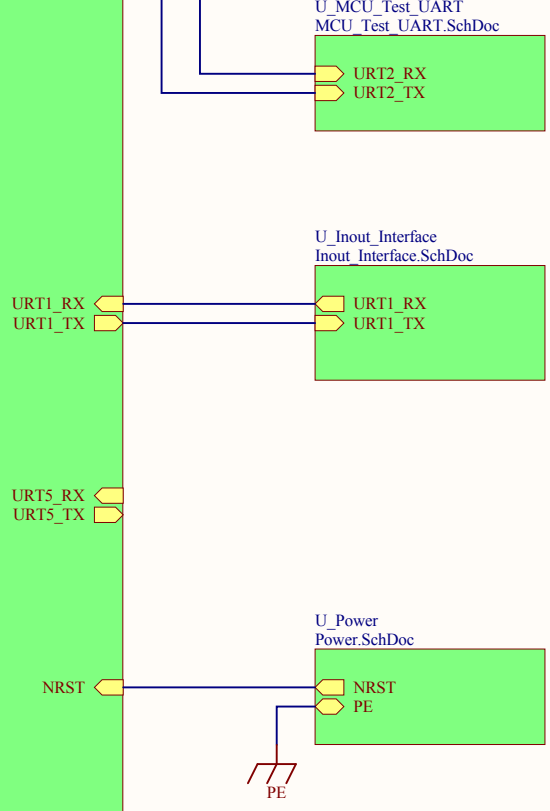 U_MCU_Test_UART
MCU_Test_UART.SchDoc
URT2_RX
URT2_TX
U_Inout_Interface
Inout_Interface.SchDoc
URT1_RX
URT1_RX
URT1_TX
URT1_TX
URT5_RX
URT5_TX
U_Power
Power.SchDoc
NRST
NRST
PE
PE